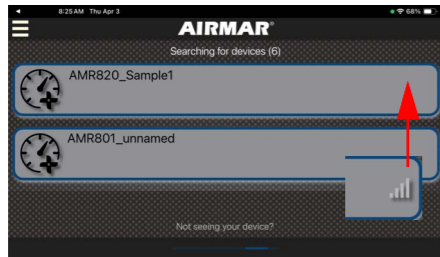 8:25 AM Thu Apr 3
68%
AIRMAR®
Searching for devices (6)
AMR820_Sample1
AMR801_unnamed
Not seeing your device?